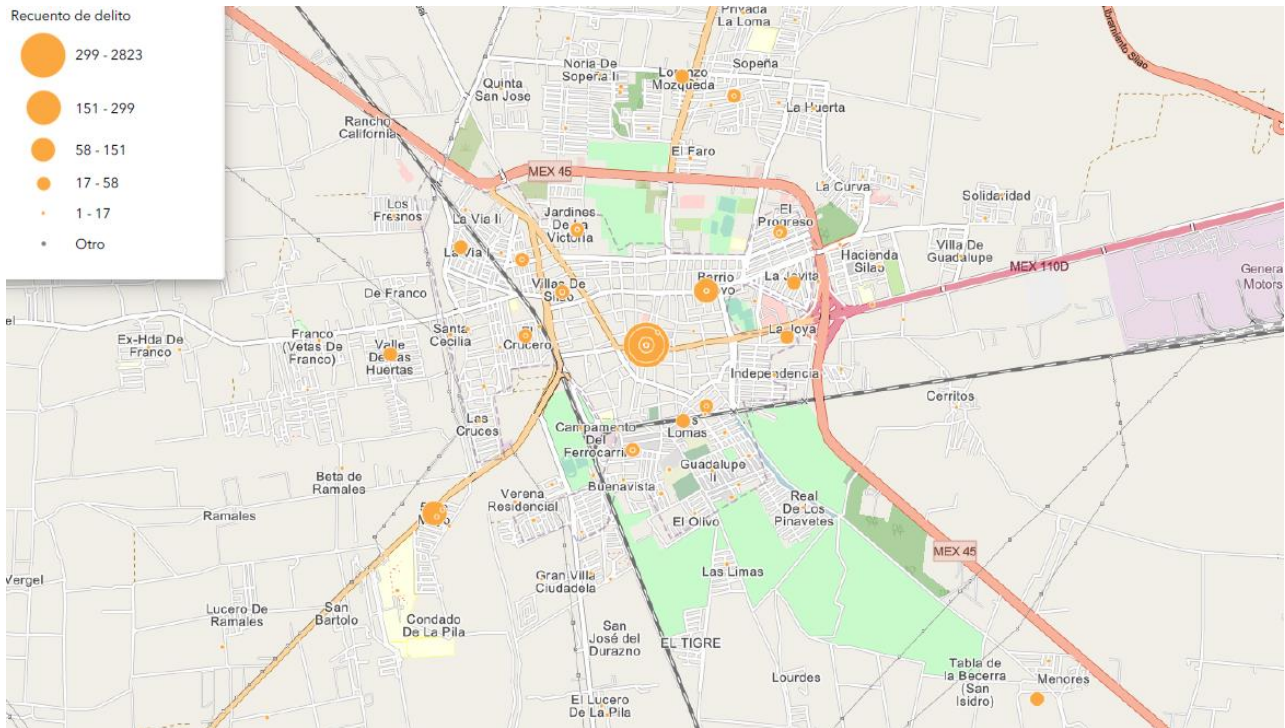 Recuento de delito
299 - 2823
151 - 299
58 - 151
17 - 58
1 - 17
Otro
Privada
La Loma
Libramiento Silao
Noria De
Sopeña Ii
Lorenzo
Mozqueda
Sopeña
Quinta
San Jose
La Huerta
Rancho
California
El Faro
MEX 45
La Curva
Solidaridad
Los
Fresnos
La Via Ii
Jardines
De La
Victoria
El
Progreso
La Via
Hacienda
Silao
Villa De
Guadalupe
MEX 110D
General
Motors
De Franco
Villas De
Silao
Barrio
La Joyita
Ex-Hda De
Franco
Franco
(Vetas De
Franco)
Valle
De Las
Huertas
Santa
Cecilia
El
Crucero
La Joya
Independencia
Cerritos
Las
Cruces
Campamento
Del
Ferrocarril
Lomas
Guadalupe
Ii
Beta de
Ramales
Buenavista
Verena
Residencial
Real
De Los
Pinavetes
Ramales
El Olivo
MEX 45
Vergel
Las Limas
Gran Villa
Ciudadela
Lucero De
Ramales
San
Bartolo
Condado
De La Pila
San
José del
Durazno
EL TIGRE
Tabla de
la Becerra
(San
Isidro)
Menores
Lourdes
El Lucero
De La Pila